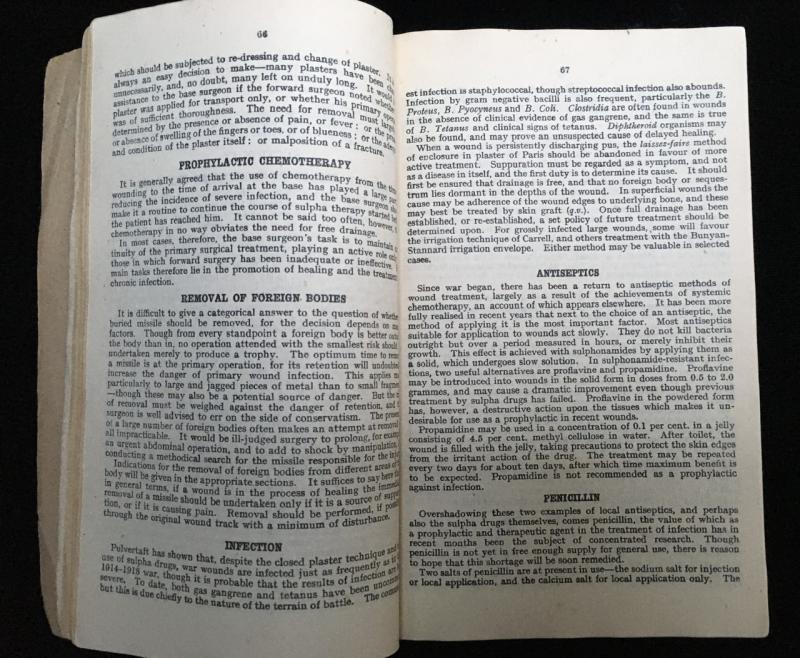 66
which should be subjected to re-dressing and change of plaster.
always an easy decision to make—many plasters have been
unnecessarily, and, no doubt, many left on unduly long. It would
assistance to the base surgeon if the forward surgeon noted whether
plaster was applied for transport only, or whether his primary
was of sufficient thoroughness. The need for removal must
determined by the presence or absence of pain, or fever: or the
or absence of swelling of the fingers or toes, or of blueness: or the
and condition of the plaster itself: or malposition of a fracture.
PROPHYLACTIC CHEMOTHERAPY
It is generally agreed that the use of chemotherapy from the
wounding to the time of arrival at the base has played a large
reducing the incidence of severe infection, and the base surgeon
make it a routine to continue the course of sulpha therapy started
the patient has reached him. It cannot be said too often, however,
chemotherapy in no way obviates the need for free drainage.
In most cases, therefore, the base surgeon's task is to maintain
tinuity of the primary surgical treatment, playing an active role only
those in which forward surgery has been inadequate or ineffective.
main tasks therefore lie in the promotion of healing and the treatment
chronic infection.
REMOVAL OF FOREIGN BODIES
It is difficult to give a categorical answer to the question of whether
buried missile should be removed, for the decision depends on
factors. Though from every standpoint a foreign body is better
the body than in, no operation attended with the smallest risk should
undertaken merely to produce a trophy. The optimum time to
a missile is at the primary operation, for its retention will undoubtedly
increase the danger of primary wound infection. This applies
particularly to large and jagged pieces of metal than to small
—though these may also be a potential source of danger. But the
of removal must be weighed against the danger of retention, and
surgeon is well advised to err on the side of conservatism. The
of a large number of foreign bodies often makes an attempt at removal
all impracticable. It would be ill-judged surgery to prolong, for
an urgent abdominal operation, and to add to shock by manipulation,
conducting a methodical search for the missile responsible for the
Indications for the removal of foreign bodies from different areas of
body will be given in the appropriate sections. It suffices to say here
in general terms, if a wound is in the process of healing the
removal of a missile should be undertaken only if it is a source of
tion, or if it is causing pain. Removal should be performed, if
through the original wound track with a minimum of disturbance.
INFECTION
Pulvertaft has shown that, despite the closed plaster technique and
use of sulpha drugs, war wounds are infected just as frequently as in
1914-1918 war, though it is probable that the results of infection are
severe. To date, both gas gangrene and tetanus have been
but this is due chiefly to the nature of the terrain of battle. The
67
est infection is staphylococcal, though streptococcal infection also abounds.
Infection by gram negative bacilli is also frequent, particularly the B.
Proteus, B. Pyocyneus and B. Coli. Clostridia are often found in wounds
in the absence of clinical evidence of gas gangrene, and the same is true
of B. Tetanus and clinical signs of tetanus. Diphtheroid organisms may
also be found, and may prove an unsuspected cause of delayed healing.
When a wound is persistently discharging pus, the laissez-faire method
of enclosure in plaster of Paris should be abandoned in favour of more
active treatment. Suppuration must be regarded as a symptom, and not
as a disease in itself, and the first duty is to determine its cause. It should
first be ensured that drainage is free, and that no foreign body or seques-
trum lies dormant in the depths of the wound. In superficial wounds the
cause may be adherence of the wound edges to underlying bone, and these
may best be treated by skin graft (q.v.). Once full drainage has been
established, or re-established, a set policy of future treatment should be
determined upon. For grossly infected large wounds, some will favour
the irrigation technique of Carrell, and others treatment with the Bunyan-
Stannard irrigation envelope. Either method may be valuable in selected
cases.
ANTISEPTICS
Since war began, there has been a return to antiseptic methods of
wound treatment, largely as a result of the achievements of systemic
chemotherapy, an account of which appears elsewhere. It has been more
fully realised in recent years that next to the choice of an antiseptic, the
method of applying it is the most important factor. Most antiseptics
suitable for application to wounds act slowly. They do not kill bacteria
outright but over a period measured in hours, or merely inhibit their
growth. This effect is achieved with sulphonamides by applying them as
a solid, which undergoes slow solution. In sulphonamide-resistant infec-
tions, two useful alternatives are proflavine and propamidine. Proflavine
may be introduced into wounds in the solid form in doses from 0.5 to 2.0
grammes, and may cause a dramatic improvement even though previous
treatment by sulpha drugs has failed. Proflavine in the powdered form
has, however, a destructive action upon the tissues which makes it un-
desirable for use as a prophylactic in recent wounds.
Propamidine may be used in a concentration of 0.1 per cent. in a jelly
consisting of 4.5 per cent. methyl cellulose in water. After toilet, the
wound is filled with the jelly, taking precautions to protect the skin edges
from the irritant action of the drug. The treatment may be repeated
every two days for about ten days, after which time maximum benefit is
to be expected. Propamidine is not recommended as a prophylactic
against infection.
PENICILLIN
Overshadowing these two examples of local antiseptics, and perhaps
also the sulpha drugs themselves, comes penicillin, the value of which as
a prophylactic and therapeutic agent in the treatment of infection has in
recent months been the subject of concentrated research. Though
penicillin is not yet in free enough supply for general use, there is reason
to hope that this shortage will be soon remedied.
Two salts of penicillin are at present in use—the sodium salt for injection
or local application, and the calcium salt for local application only. The